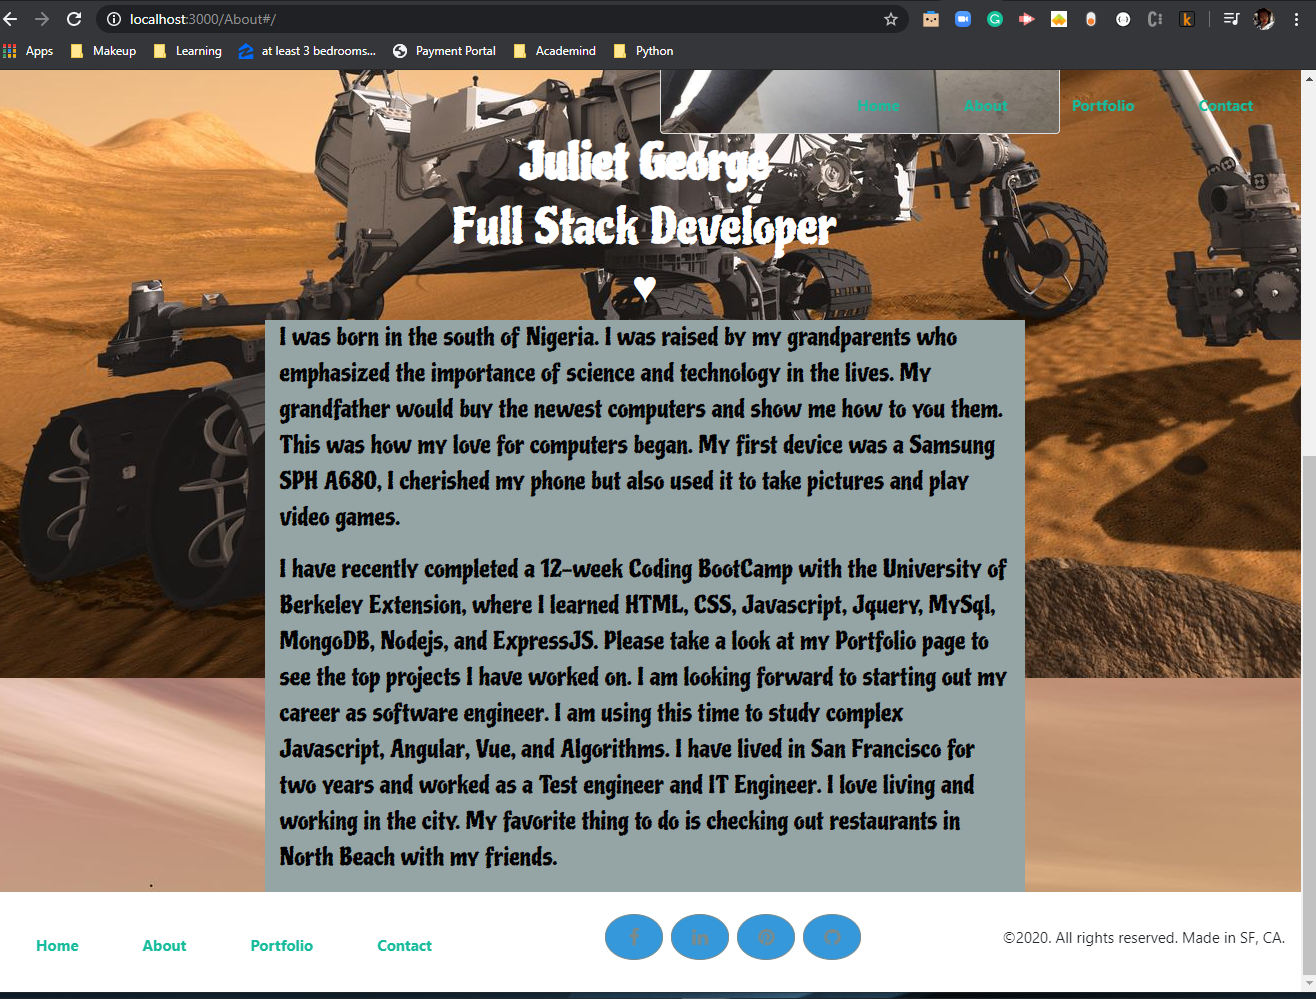 localhost:3000/About#/
Apps Makeup Learning at least 3 bedrooms... Payment Portal Academind Python
Home About Portfolio Contact
Juliet George
Full Stack Developer
♥
I was born in the south of Nigeria. I was raised by my grandparents who
emphasized the importance of science and technology in the lives. My
grandfather would buy the newest computers and show me how to you them.
This was how my love for computers began. My first device was a Samsung
SPH A680, I cherished my phone but also used it to take pictures and play
video games.
I have recently completed a 12-week Coding BootCamp with the University of
Berkeley Extension, where I learned HTML, CSS, Javascript, Jquery, MySql,
MongoDB, Nodejs, and ExpressJS. Please take a look at my Portfolio page to
see the top projects I have worked on. I am looking forward to starting out my
career as software engineer. I am using this time to study complex
Javascript, Angular, Vue, and Algorithms. I have lived in San Francisco for
two years and worked as a Test engineer and IT Engineer. I love living and
working in the city. My favorite thing to do is checking out restaurants in
North Beach with my friends.
.
Home About Portfolio Contact
©2020. All rights reserved. Made in SF, CA.